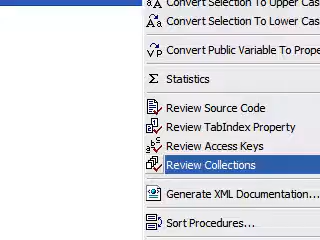 Convert Selection To Upper Cas
Convert Selection To Lower Cas
Convert Public Variable To Prope
Statistics
Review Source Code
Review TabIndex Property
Review Access Keys
Review Collections
Generate XML Documentation...
Sort Procedures...